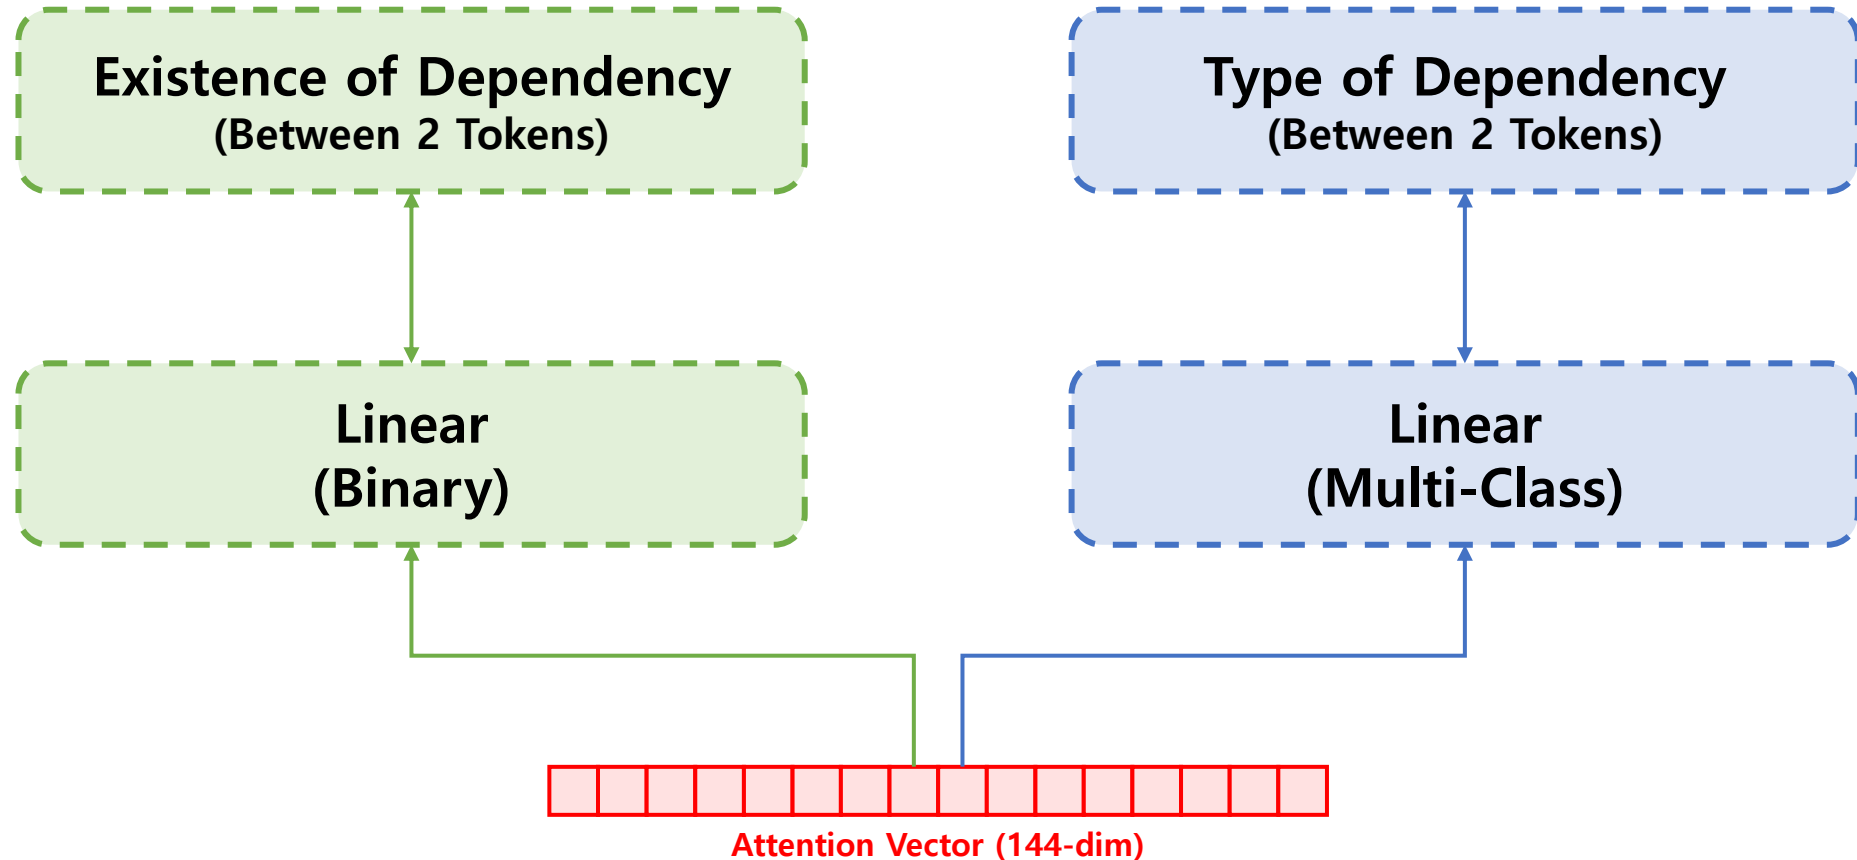 Existence of Dependency
(Between 2 Tokens)
Type of Dependency
(Between 2 Tokens)
Linear
(Binary)
Linear
(Multi-Class)
Attention Vector (144-dim)